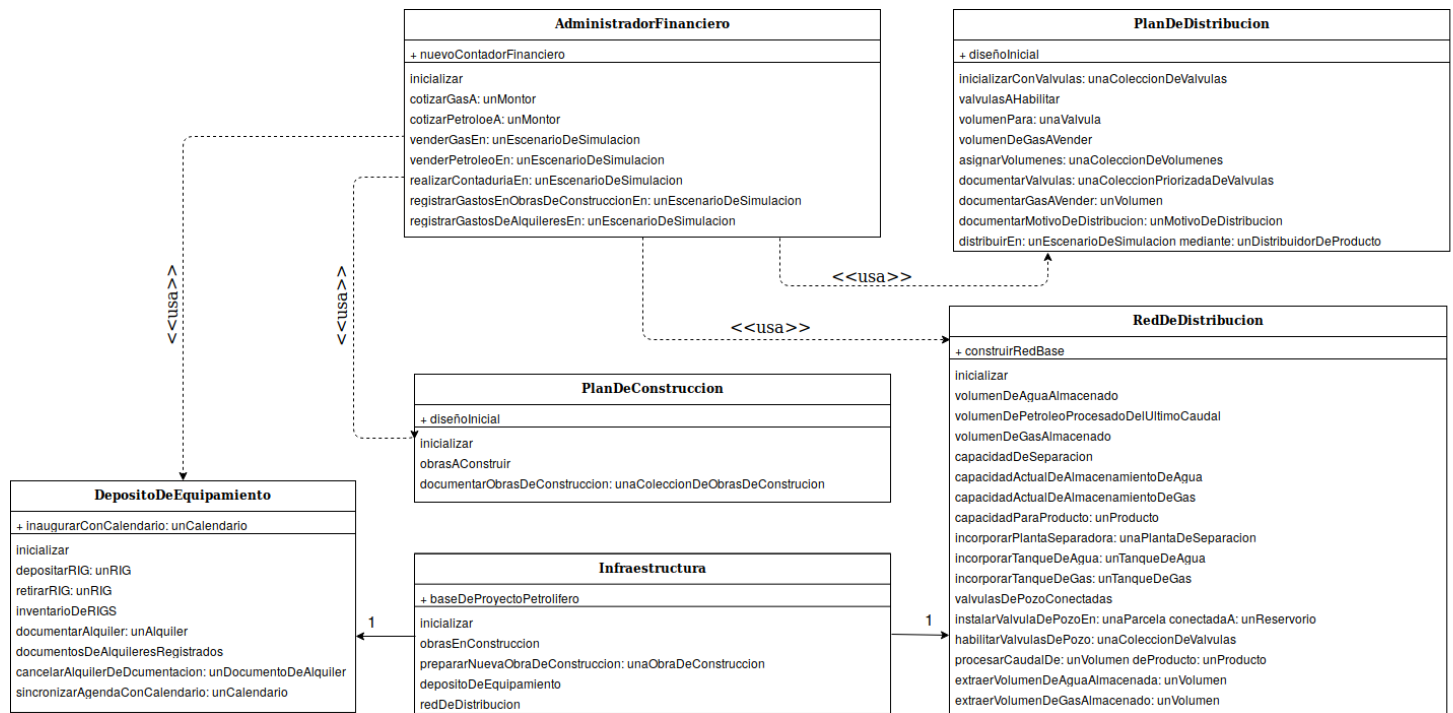 AdministradorFinanciero
+ nuevoContadorFinanciero
inicializar
cotizarGasA: unMontor
cotizarPetroloeA: unMontor
venderGasEn: unEscenarioDeSimulacion
venderPetroleoEn: unEscenarioDeSimulacion
realizarContaduriaEn: unEscenarioDeSimulacion
registrarGastosEnObrasDeConstruccionEn: unEscenarioDeSimulacion
registrarGastosDeAlquileresEn: unEscenarioDeSimulacion
PlanDeDistribucion
+ diseñoInicial
inicializarConValvulas: unaColeccionDeValvulas
valvulasAHabilitar
volumenPara: unaValvula
volumenDeGasAVender
asignarVolumenes: unaColeccionDeVolumenes
documentarValvulas: unaColeccionPriorizadaDeValvulas
documentarGasAVender: unVolumen
documentarMotivoDeDistribucion: unMotivoDeDistribucion
distribuirEn: unEscenarioDeSimulacion mediante: unDistribuidorDeProducto
<<usa>>
<<usa>>
<<usa>>
<<usa>>
PlanDeConstruccion
+ diseñoInicial
inicializar
obrasAConstruir
documentarObrasDeConstruccion: unaColeccionDeObrasDeConstrucion
RedDeDistribucion
+ construirRedBase
inicializar
volumenDeAguaAlmacenado
volumenDePetroleoProcesadoDelUltimoCaudal
volumenDeGasAlmacenado
capacidadDeSeparacion
capacidadActualDeAlmacenamientoDeAgua
capacidadActualDeAlmacenamientoDeGas
capacidadParaProducto: unProducto
incorporarPlantaSeparadora: unaPlantaDeSeparacion
incorporarTanqueDeAgua: unTanqueDeAgua
incorporarTanqueDeGas: unTanqueDeGas
valvulasDePozoConectadas
instalarValvulaDePozoEn: unaParcela conectadaA: unReservorio
habilitarValvulasDePozo: unaColeccionDeValvulas
procesarCaudalDe: unVolumen deProducto: unProducto
extraerVolumenDeAguaAlmacenada: unVolumen
extraerVolumenDeGasAlmacenado: unVolumen
DepositoDeEquipamiento
+ inaugurarConCalendario: unCalendario
inicializar
depositarRIG: unRIG
retirarRIG: unRIG
inventarioDeRIGS
documentarAlquiler: unAlquiler
documentosDeAlquileresRegistrados
cancelarAlquilerDeDcumentacion: unDocumentoDeAlquiler
sincronizarAgendaConCalendario: unCalendario
1
Infraestructura
+ baseDeProyectoPetrolifero
inicializar
obrasEnConstruccion
prepararNuevaObraDeConstruccion: unaObraDeConstruccion
depositoDeEquipamiento
redDeDistribucion
1